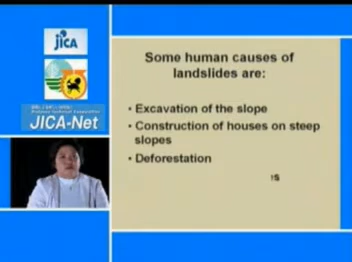 jICA
JICA-Net
Some human causes of
landslides are:
• Excavation of the slope
• Construction of houses on steep
slopes
• Deforestation